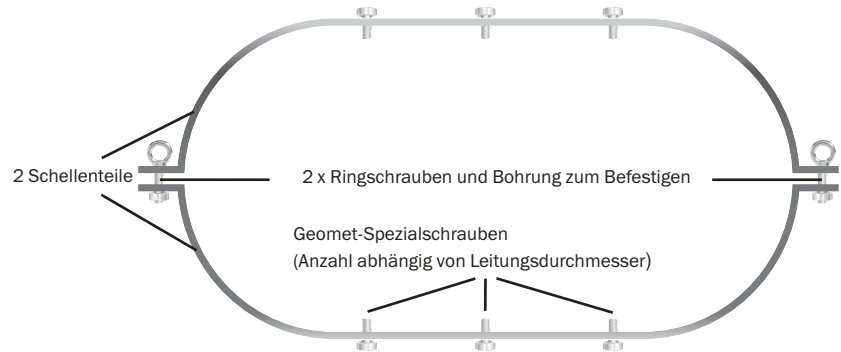 2 Schellenteile
2 x Ringschrauben und Bohrung zum Befestigen
Geomet-Spezialschrauben
(Anzahl abhängig von Leitungsdurchmesser)